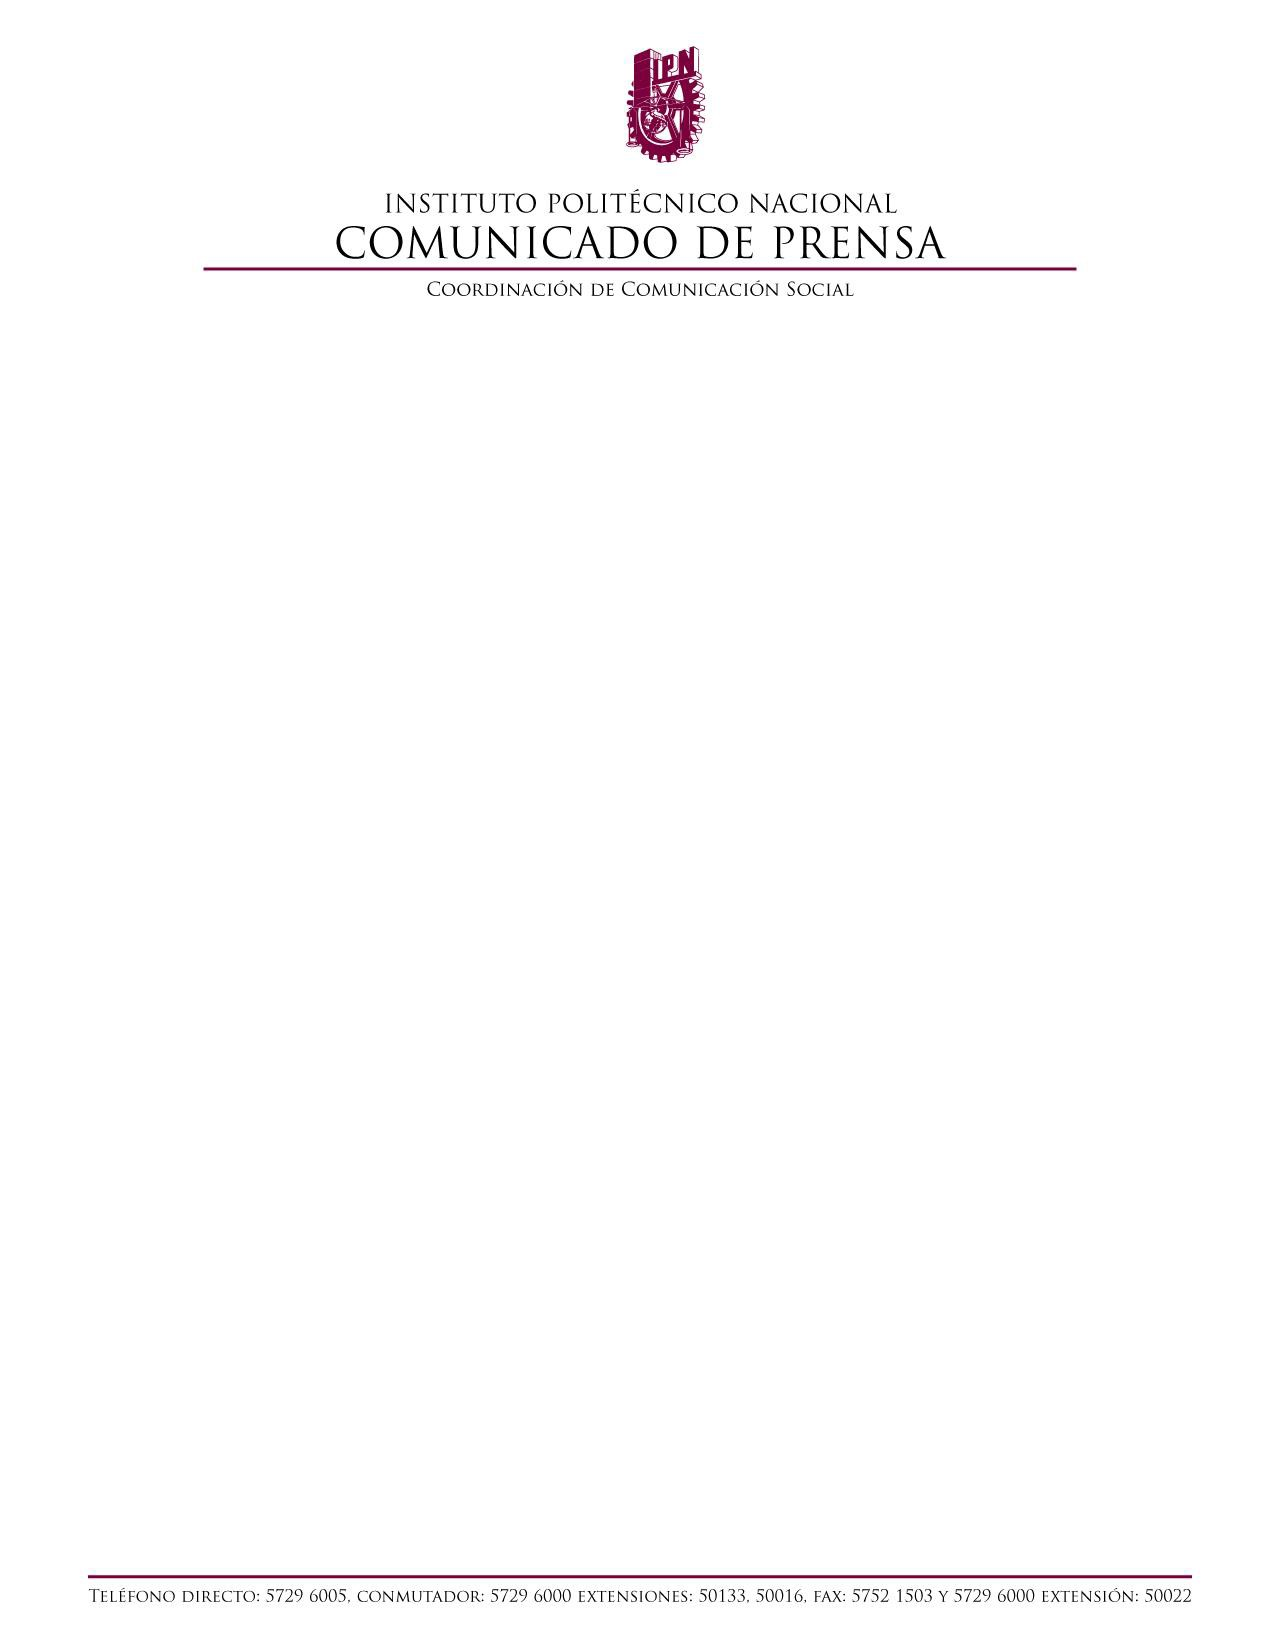 IPN
INSTITUTO POLITÉCNICO NACIONAL
COMUNICADO DE PRENSA
COORDINACIÓN DE COMUNICACIÓN SOCIAL
TELÉFONO DIRECTO: 5729 6005, CONMUTADOR: 5729 6000 EXTENSIONES: 50133, 50016, FAX: 5752 1503 Y 5729 6000 EXTENSIÓN: 50022